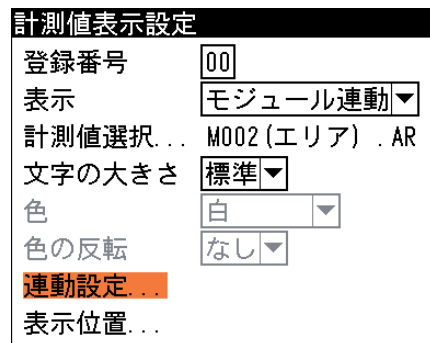 計測値表示設定
登録番号 00
表示 モジュール連動▼
計測値選択... M002(エリア) .AR
文字の大きさ 標準▼
色 白 ▼
色の反転 なし▼
連動設定...
表示位置...